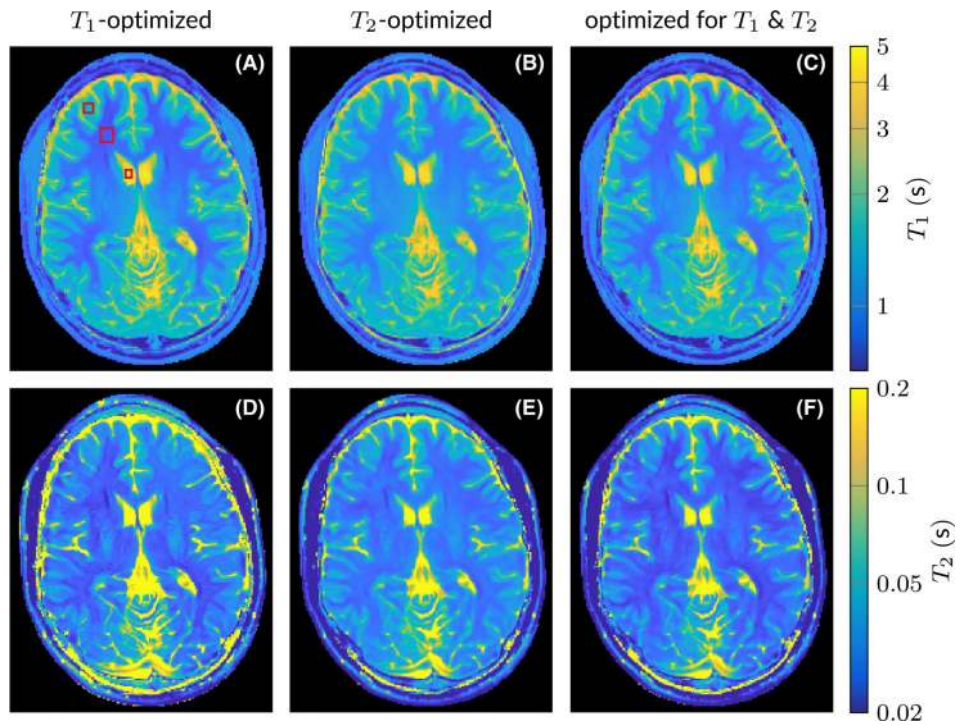 T₁-optimized
T₂-optimized
optimized for T₁ & T₂
(A)
(B)
(C)
5
4
3
2
1
T₁ (s)
(D)
(E)
(F)
0.2
0.1
0.05
0.02
T₂ (s)